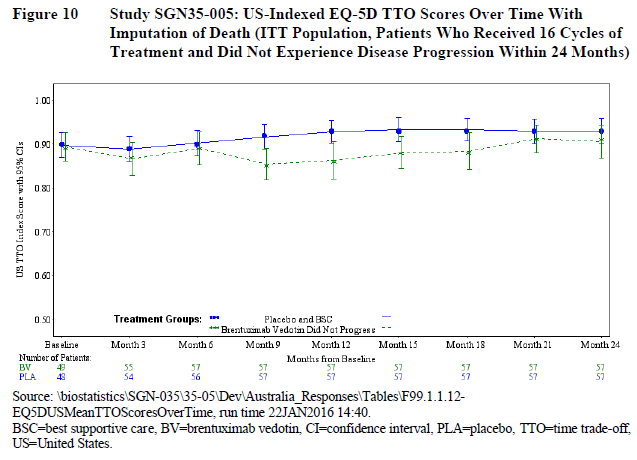 Figure 10 Study SGN35-005: US-Indexed EQ-5D TTO Scores Over Time With
Imputation of Death (ITT Population, Patients Who Received 16 Cycles of
Treatment and Did Not Experience Disease Progression Within 24 Months)
US TTO Index Score with 95% CIs
1.00
0.90
0.80
0.70
0.60
0.50
Treatment Groups: Placebo and BSC
Brentuximab Vedotin Did Not Progress
Baseline Month 3 Month 6 Month 9 Month 12 Month 15 Month 18 Month 21 Month 24
Months from Baseline
Number of Patients:
BV 49 55 57 57 57 57 57 57 57
PLA 48 54 56 57 57 57 57 57 57
Source: \biostatistics\SGN-035\35-05\Dev\Australia_Responses\Tables\F99.1.1.12-
EQ5DUSMeanTTOScoresOverTime, run time 22JAN2016 14:40.
BSC=best supportive care, BV=brentuximab vedotin, CI=confidence interval, PLA=placebo, TTO=time trade-off,
US=United States.